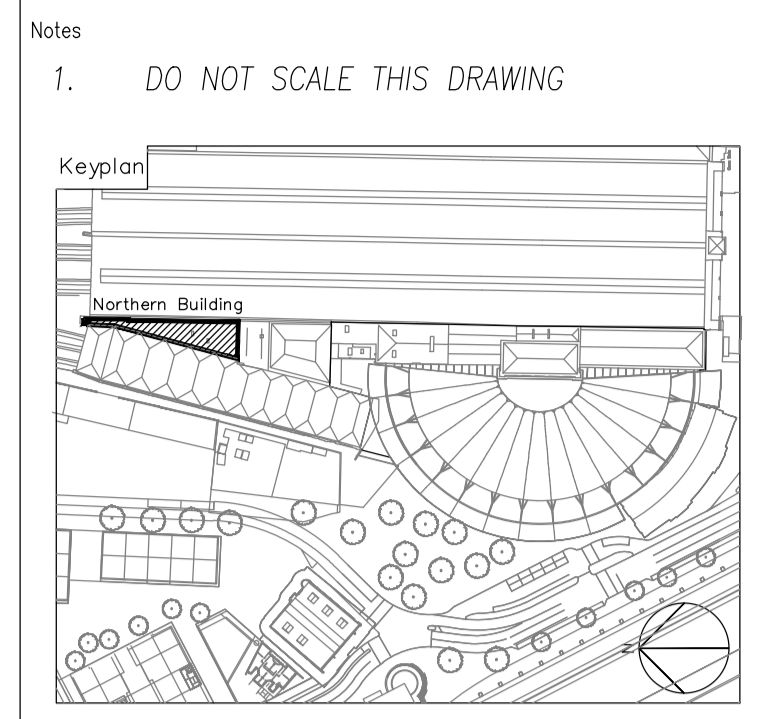 Notes
1. DO NOT SCALE THIS DRAWING
Keyplan
Northern Building
N